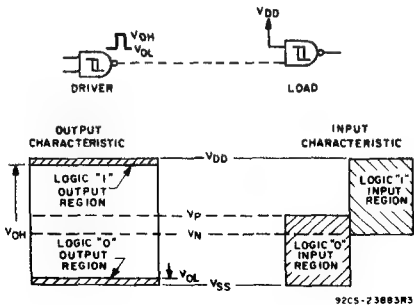 VOH
VOL
VDD
DRIVER
LOAD
OUTPUT
CHARACTERISTIC
INPUT
CHARACTERISTIC
VDD
LOGIC "1"
OUTPUT
REGION
LOGIC "1"
INPUT
REGION
VOH
VP
VN
LOGIC "0"
OUTPUT
REGION
LOGIC "0"
INPUT
REGION
VOL
VSS
92CS-23883R3